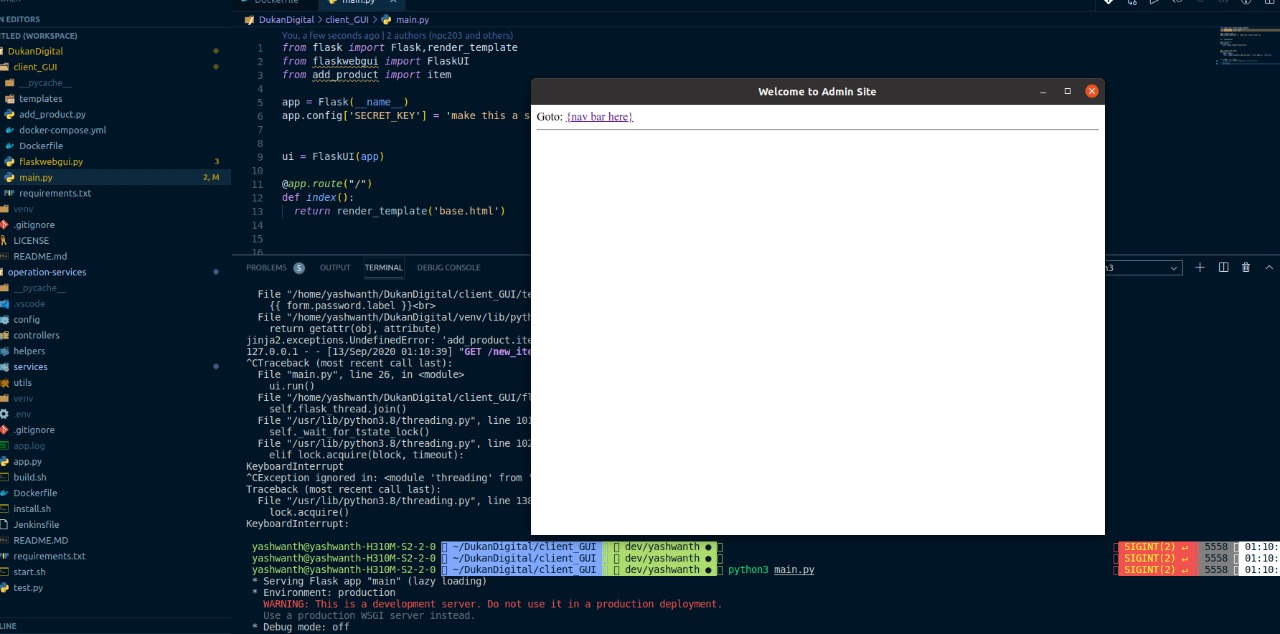 Dockerfile
main.py
EDITORS
DukanDigital > client_GUI > main.py
(WORKSPACE)
You, a few seconds ago | 2 authors (npc203 and others)
DukanDigital
client_GUI
__pycache__
templates
add_product.py
docker-compose.yml
Dockerfile
flaskwebgui.py 3
main.py 2, M
requirements.txt
venv
.gitignore
LICENSE
README.md
operation-services
__pycache__
.vscode
config
controllers
helpers
services
utils
venv
.env
.gitignore
app.log
app.py
build.sh
Dockerfile
install.sh
Jenkinsfile
README.MD
requirements.txt
start.sh
test.py
1 from flask import Flask,render_template
2 from flaskwebgui import FlaskUI
3 from add_product import item
4
5 app = Flask(__name__)
6 app.config['SECRET_KEY'] = 'make this a s
7
8
9 ui = FlaskUI(app)
10
11 @app.route("/")
12 def index():
13 return render_template('base.html')
14
15
16
Welcome to Admin Site
Goto: {nav bar here}
PROBLEMS 5 OUTPUT TERMINAL DEBUG CONSOLE
File "/home/yashwanth/DukanDigital/client_GUI/te
{{ form.password.label }}<br>
File "/home/yashwanth/DukanDigital/venv/lib/pyth
return getattr(obj, attribute)
jinja2.exceptions.UndefinedError: 'add_product.ite
127.0.0.1 - - [13/Sep/2020 01:10:39] "GET /new_ite
^CTraceback (most recent call last):
File "main.py", line 26, in <module>
ui.run()
File "/home/yashwanth/DukanDigital/client_GUI/fl
self.flask_thread.join()
File "/usr/lib/python3.8/threading.py", line 101
self._wait_for_tstate_lock()
File "/usr/lib/python3.8/threading.py", line 102
elif lock.acquire(block, timeout):
KeyboardInterrupt
^CException ignored in: <module 'threading' from '
Traceback (most recent call last):
File "/usr/lib/python3.8/threading.py", line 138
lock.acquire()
KeyboardInterrupt:
yashwanth@yashwanth-H310M-S2-2-0 ~/DukanDigital/client_GUI dev/yashwanth ● SIGINT(2) ↵ 5558 01:10:
yashwanth@yashwanth-H310M-S2-2-0 ~/DukanDigital/client_GUI dev/yashwanth ● SIGINT(2) ↵ 5558 01:10:
yashwanth@yashwanth-H310M-S2-2-0 ~/DukanDigital/client_GUI dev/yashwanth ● python3 main.py SIGINT(2) ↵ 5558 01:10:
* Serving Flask app "main" (lazy loading)
* Environment: production
WARNING: This is a development server. Do not use it in a production deployment.
Use a production WSGI server instead.
* Debug mode: off